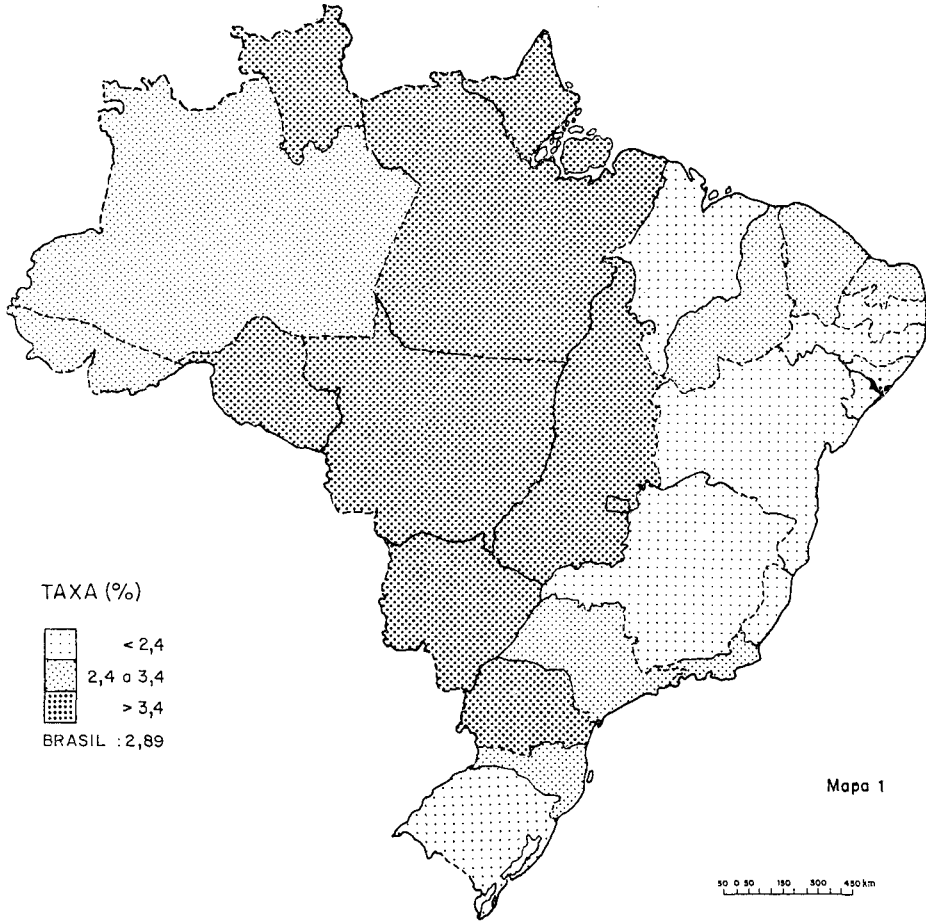 TAXA (%)
< 2,4
2,4 a 3,4
> 3,4
BRASIL : 2,89
Mapa 1
50 0 50 150 300 450 km